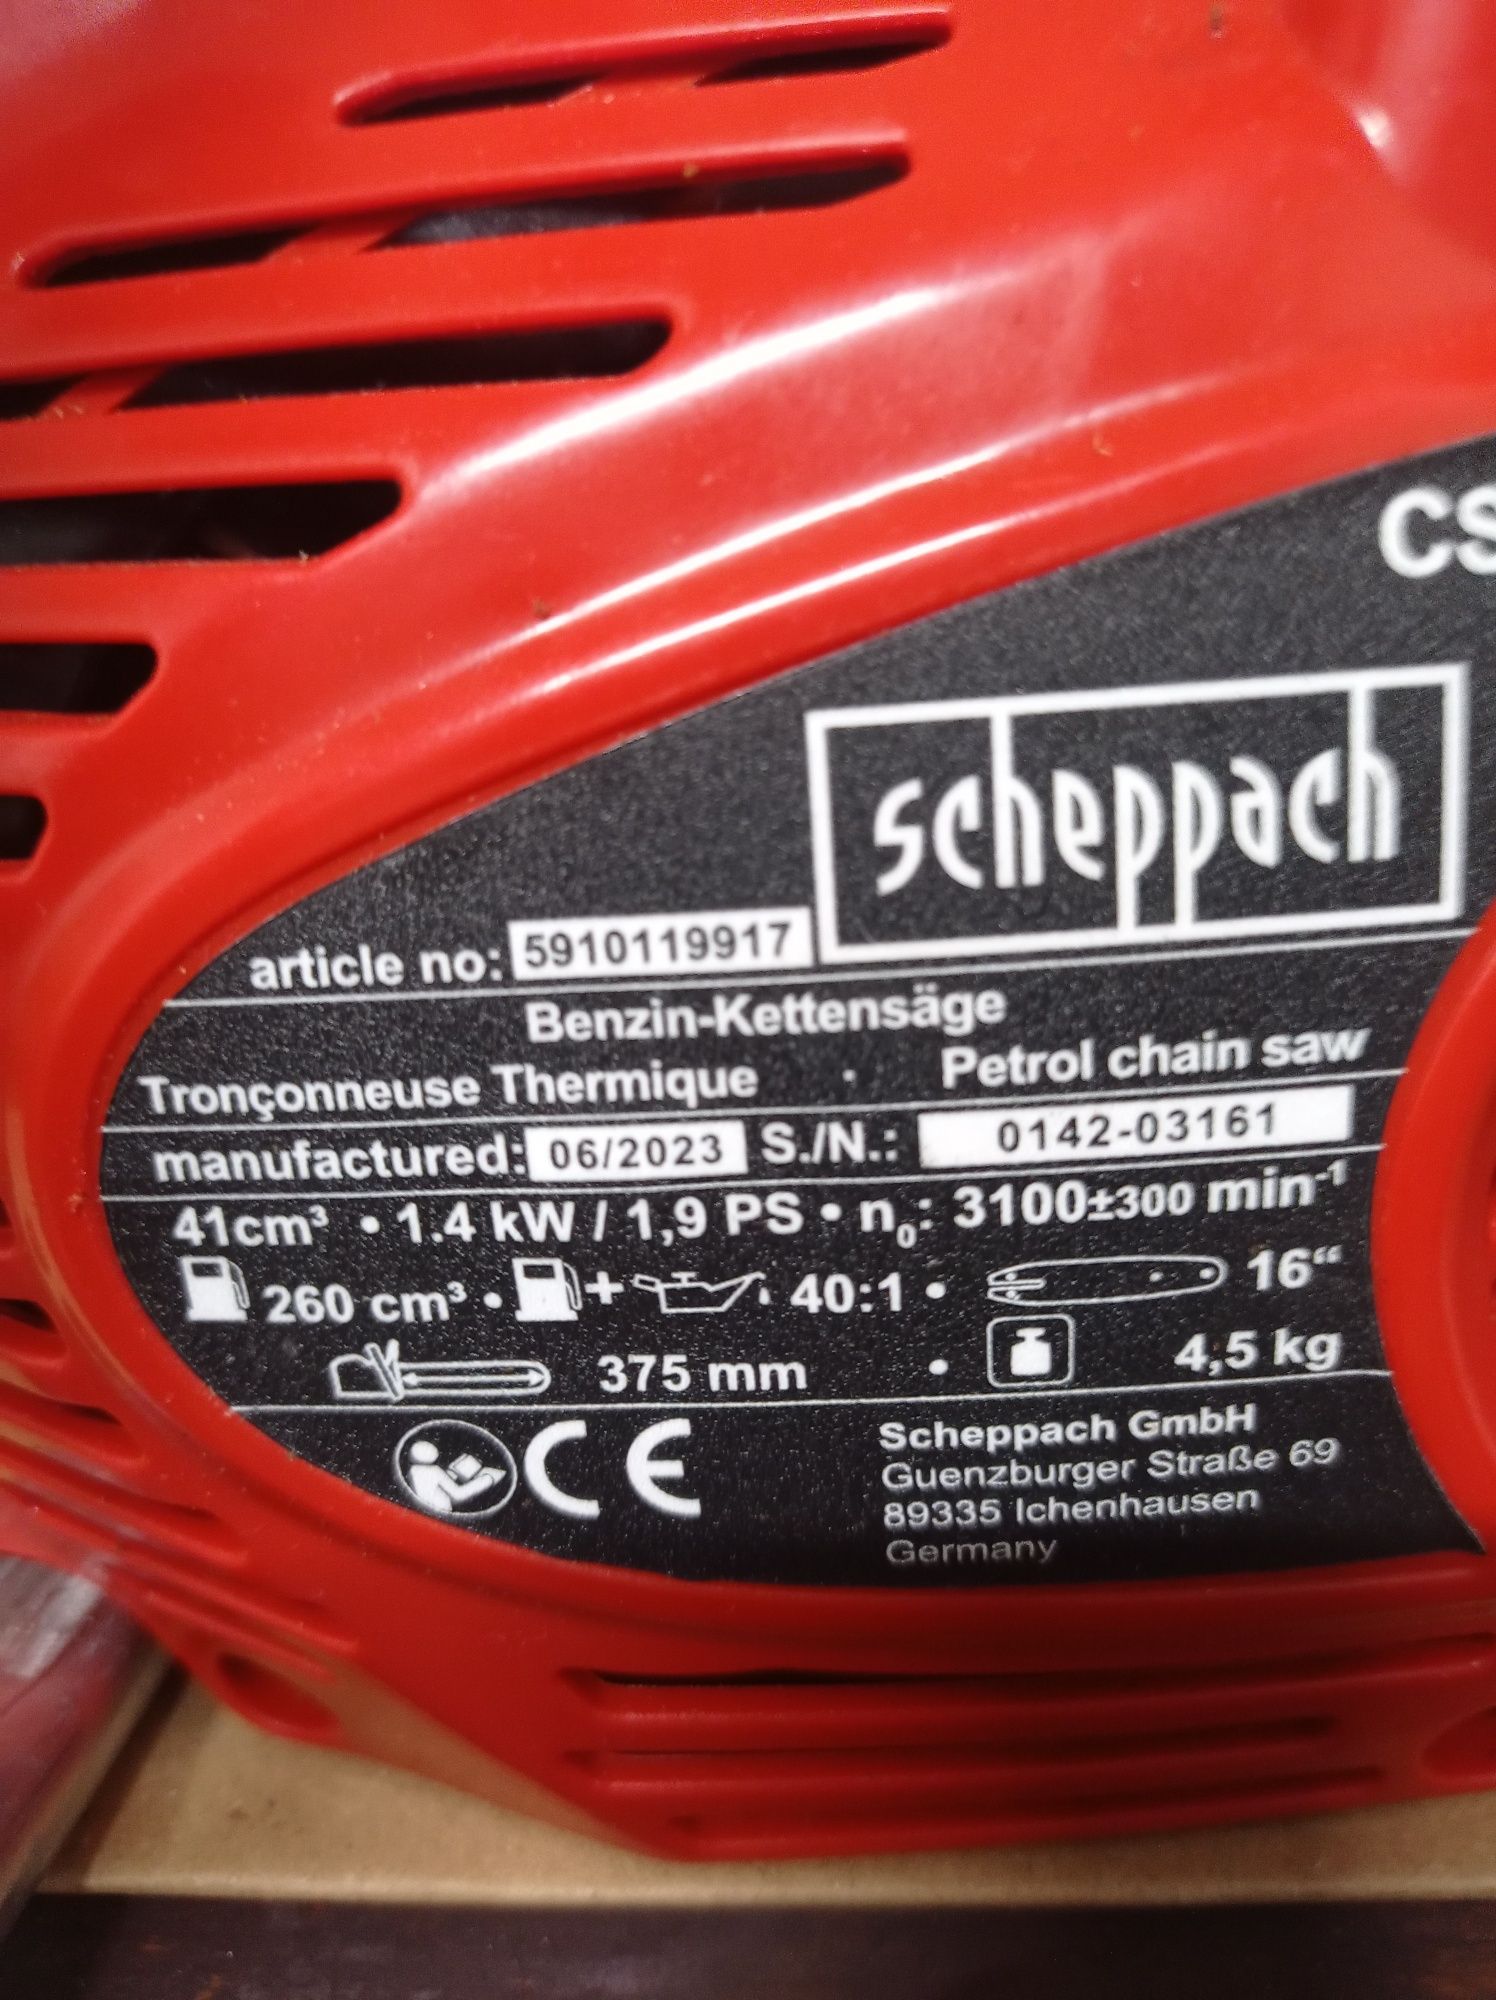 CS
scheppach
article no: 5910119917
Benzin-Kettensäge
Tronçonneuse Thermique · Petrol chain saw
manufactured: 06/2023 S./N.: 0142-03161
41cm³ • 1.4 kW / 1,9 PS • n₀: 3100±300 min⁻¹
260 cm³ • + 40:1 • 16“
375 mm • 4,5 kg
CE
Scheppach GmbH
Guenzburger Straße 69
89335 Ichenhausen
Germany